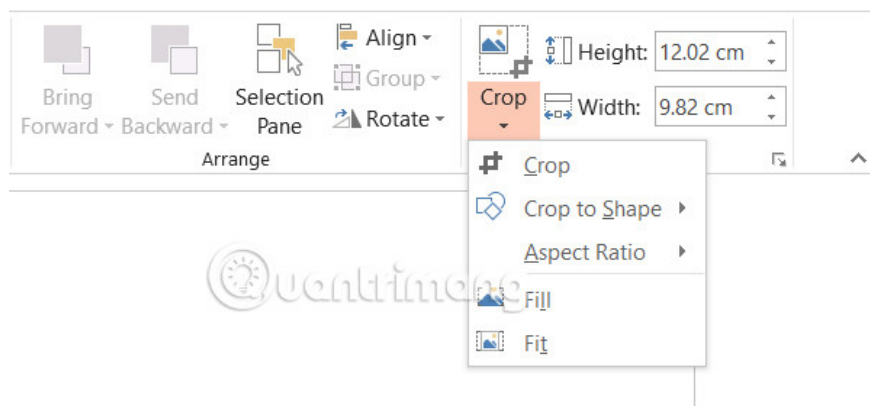 Bring Forward
Send Backward
Selection Pane
Align
Group
Rotate
Arrange
Crop
Height: 12.02 cm
Width: 9.82 cm
Crop
Crop to Shape
Aspect Ratio
Fill
Fit
Quantrimang